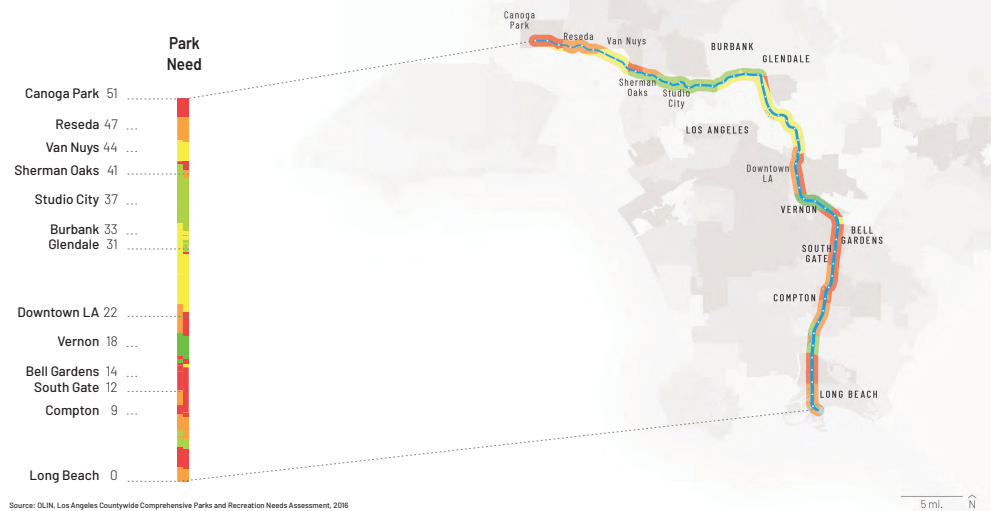 Park
Need
Canoga Park 51
Reseda 47 ...
Van Nuys 44 ...
Sherman Oaks 41
Studio City 37 ...
Burbank 33 ...
Glendale 31
Downtown LA 22
Vernon 18 ...
Bell Gardens 14 ...
South Gate 12
Compton 9 ...
Long Beach 0
Canoga
Park
Reseda
Van Nuys
BURBANK
GLENDALE
Sherman
Oaks
Studio
City
LOS ANGELES
Downtown
LA
VERNON
BELL
GARDENS
SOUTH
GATE
COMPTON
LONG BEACH
5 mi.
N
Source: OLIN, Los Angeles Countywide Comprehensive Parks and Recreation Needs Assessment, 2016